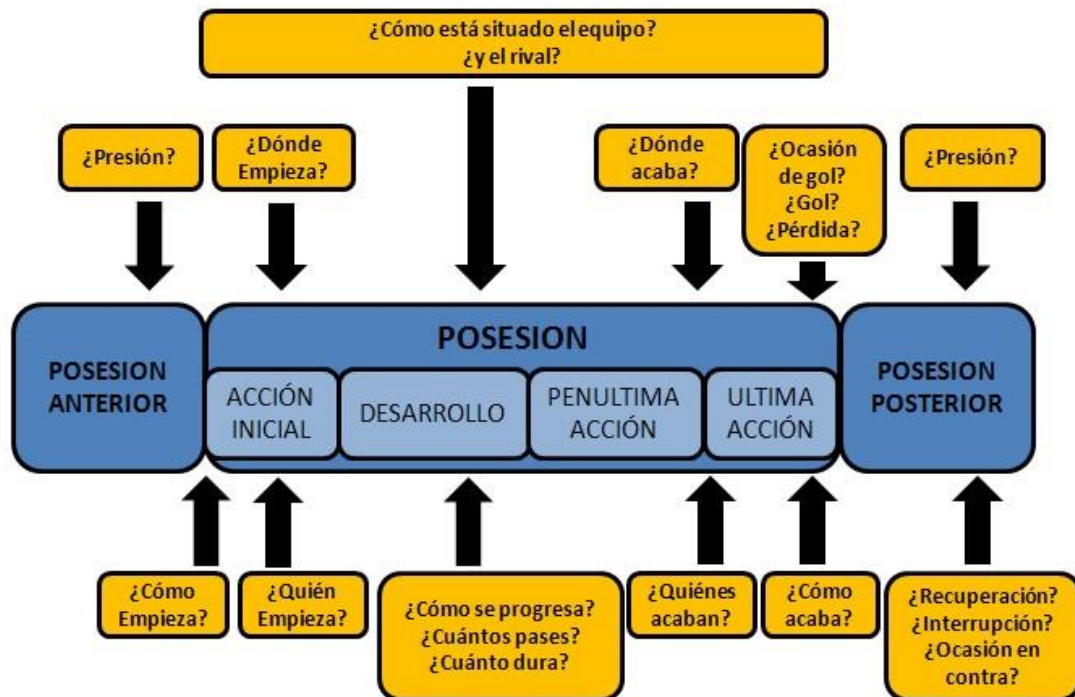 ¿Cómo está situado el equipo?
¿y el rival?
¿Presión?
¿Dónde
Empieza?
¿Dónde
acaba?
¿Ocasión
de gol?
¿Gol?
¿Pérdida?
¿Presión?
POSESION
ANTERIOR
POSESION
ACCIÓN
INICIAL
DESARROLLO
PENULTIMA
ACCIÓN
ULTIMA
ACCIÓN
POSESION
POSTERIOR
¿Cómo
Empieza?
¿Quién
Empieza?
¿Cómo se progresa?
¿Cuántos pases?
¿Cuánto dura?
¿Quiénes
acaban?
¿Cómo
acaba?
¿Recuperación?
¿Interrupción?
¿Ocasión en
contra?